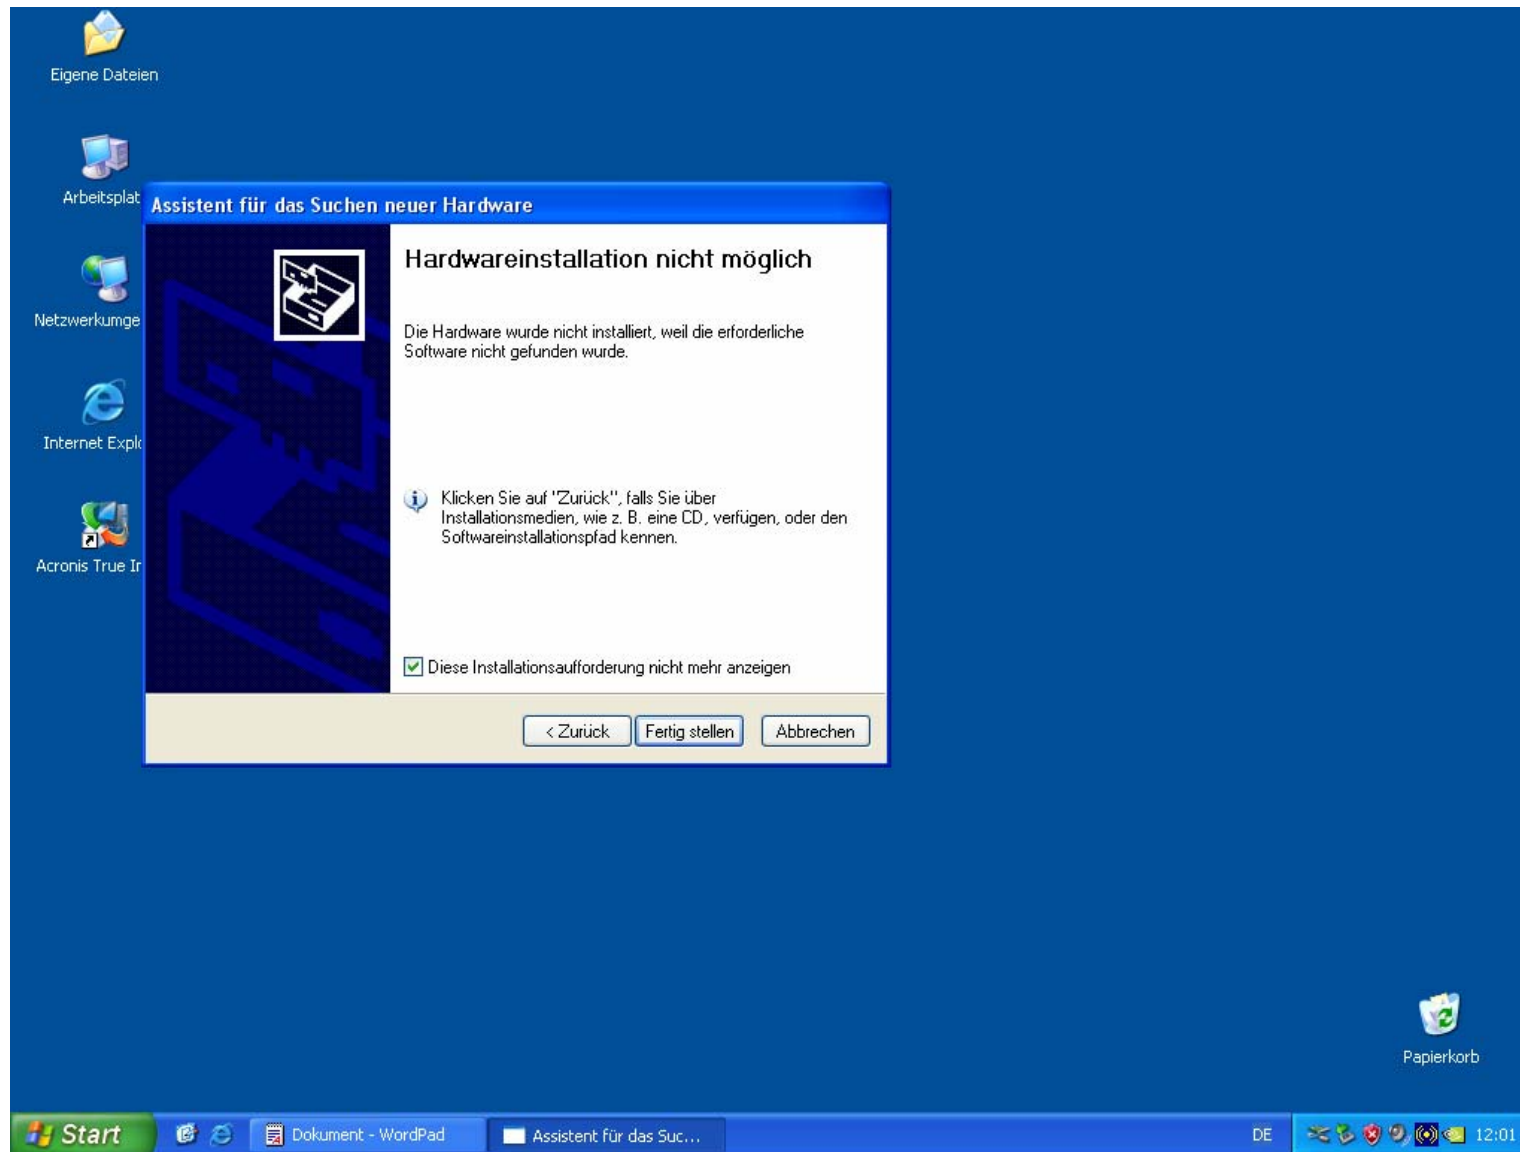 Eigene Dateien
Arbeitsplat
Netzwerkumge
Internet Explo
Acronis True Ir
Assistent für das Suchen neuer Hardware
Hardwareinstallation nicht möglich
Die Hardware wurde nicht installiert, weil die erforderliche
Software nicht gefunden wurde.
Klicken Sie auf "Zurück", falls Sie über
Installationsmedien, wie z. B. eine CD, verfügen, oder den
Softwareinstallationspfad kennen.
Diese Installationsaufforderung nicht mehr anzeigen
< Zurück Fertig stellen Abbrechen
Papierkorb
Start Dokument - WordPad Assistent für das Suc... DE 12:01